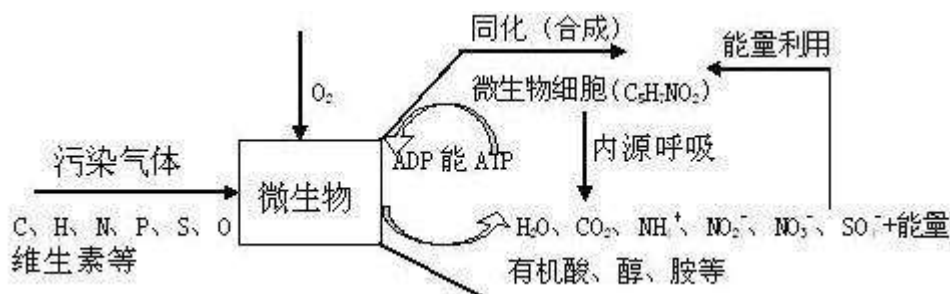 同化（合成） 能量利用
O₂ 微生物细胞(C₅H₇NO₂)
ADP 能 ATP 内源呼吸
污染气体
微生物
C、H、N、P、S、O
维生素等
H₂O、CO₂、NH⁺、NO₂⁻、NO₃⁻、SO₄⁻+能量
有机酸、醇、胺等